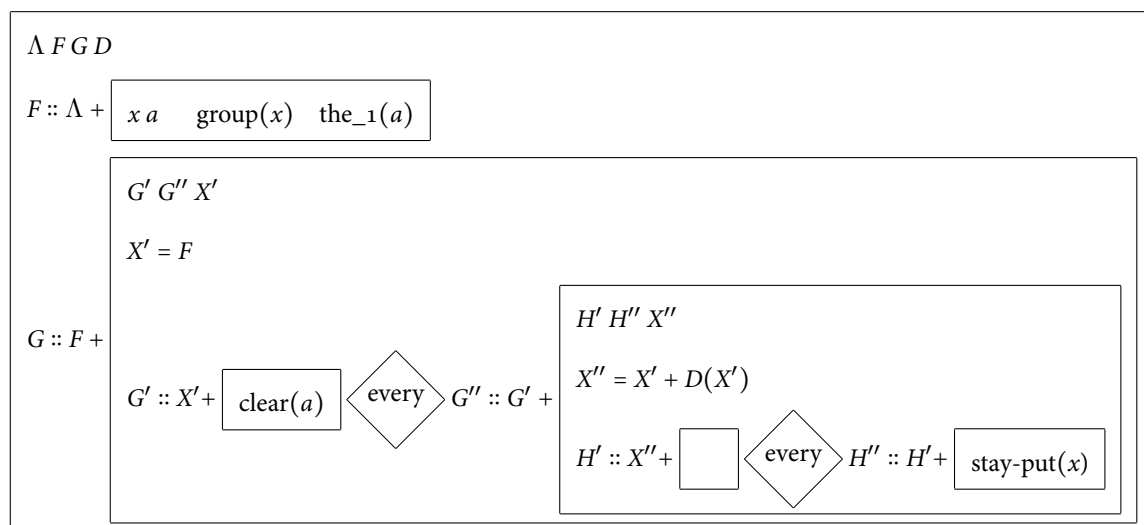 Λ F G D
F :: Λ + x a group(x) the_1(a)
G′ G″ X′
X′ = F
G :: F +
G′ :: X′+ clear(a) every G″ :: G′ +
H′ H″ X″
X″ = X′ + D(X′)
H′ :: X″+ every H″ :: H′+ stay-put(x)